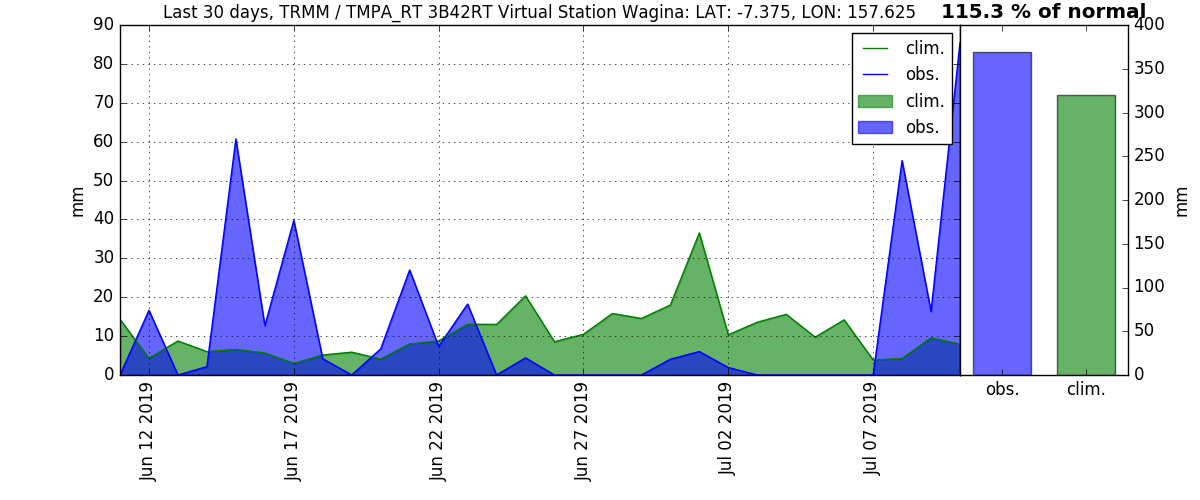 Last 30 days, TRMM / TMPA_RT 3B42RT Virtual Station Wagina: LAT: -7.375, LON: 157.625
115.3 % of normal
90
80
70
60
50
40
30
20
10
0
mm
clim.
obs.
clim.
obs.
Jun 12 2019
Jun 17 2019
Jun 22 2019
Jun 27 2019
Jul 02 2019
Jul 07 2019
obs.
clim.
400
350
300
250
200
150
100
50
0
mm